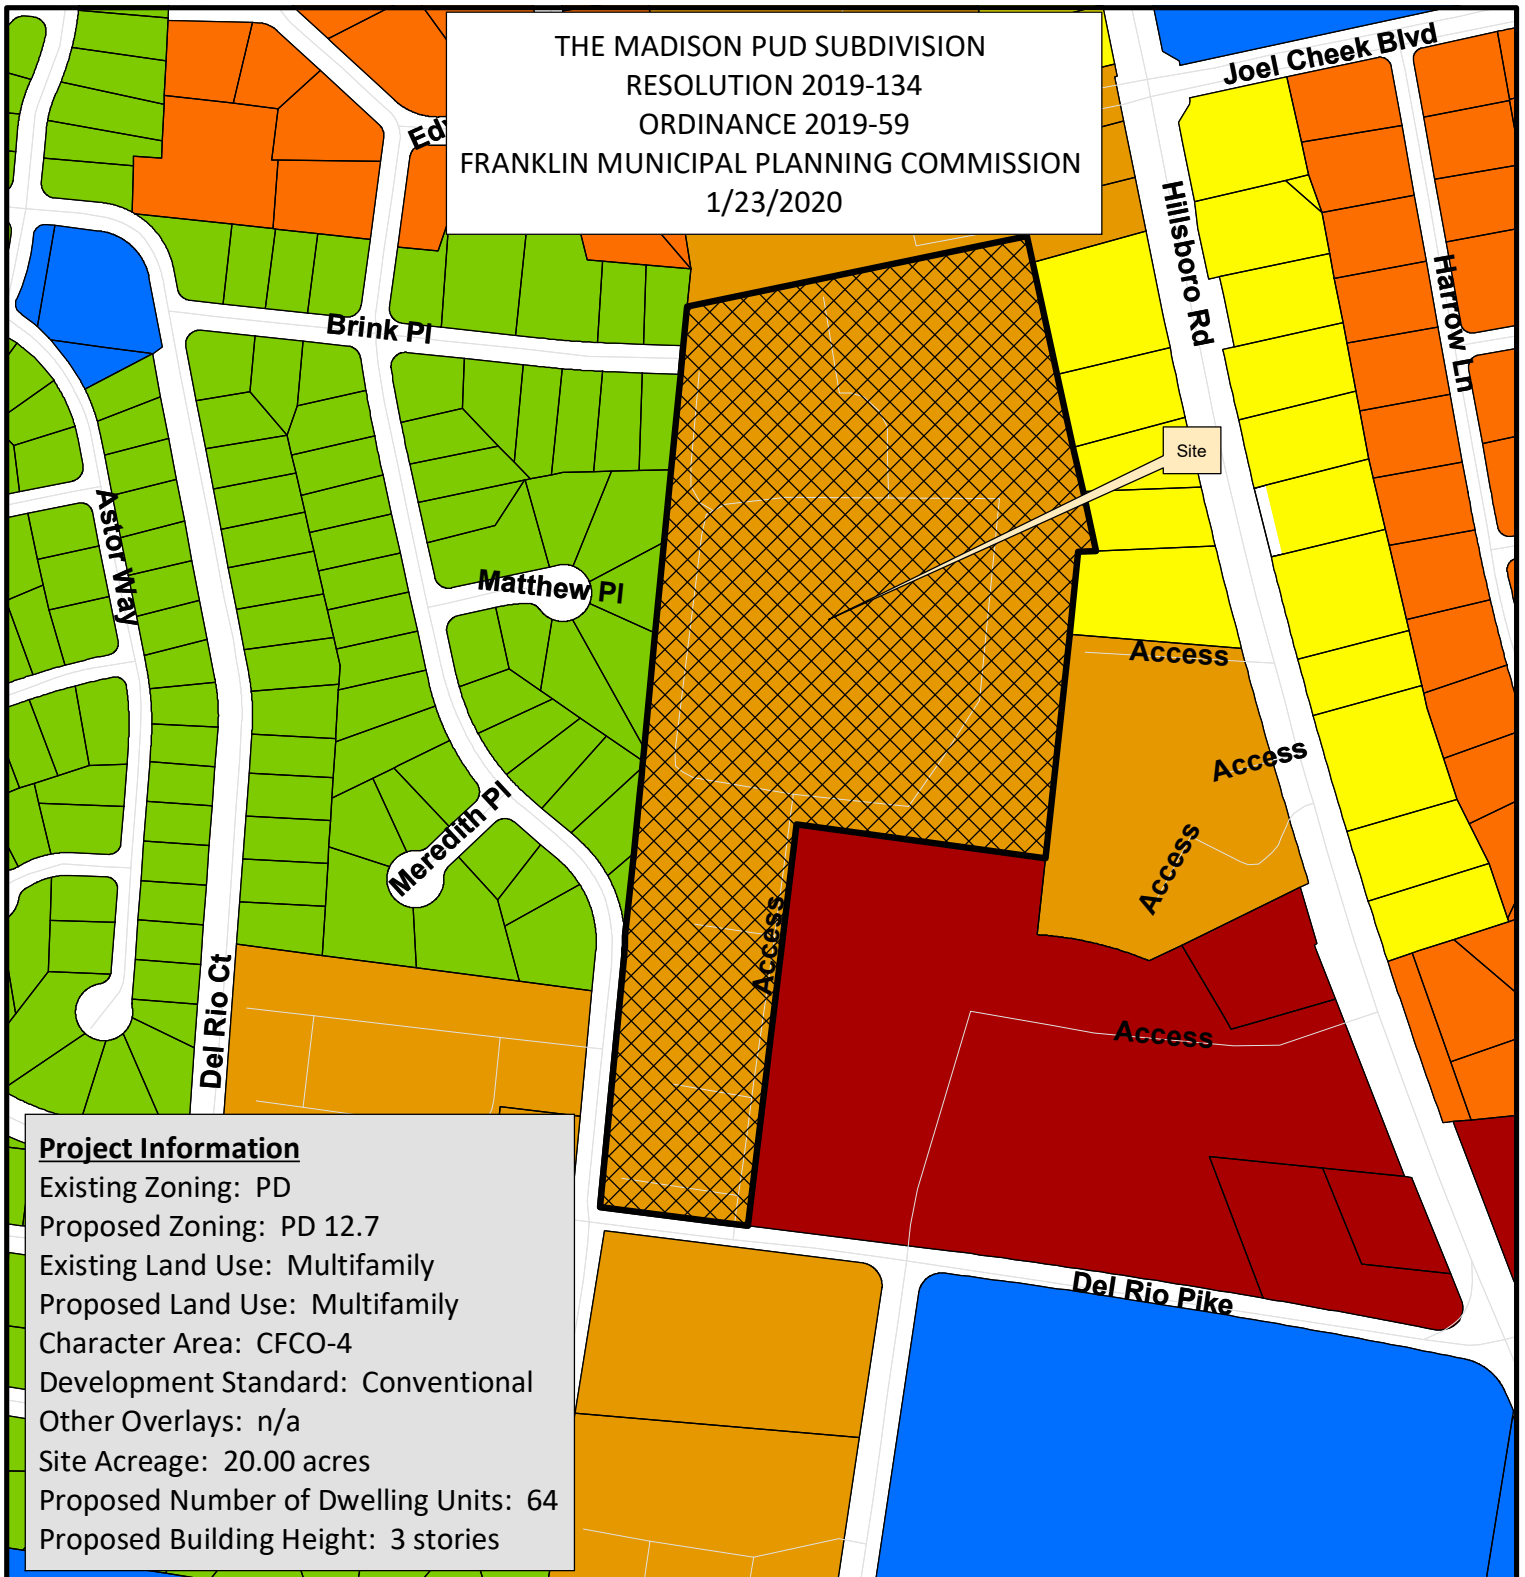 THE MADISON PUD SUBDIVISION
RESOLUTION 2019-134
ORDINANCE 2019-59
FRANKLIN MUNICIPAL PLANNING COMMISSION
1/23/2020
Joel Cheek Blvd
Hillsboro Rd
Harrow Ln
Brink Pl
Site
Astor Way
Matthew Pl
Access
Access
Meredith Pl
Access
Access
Del Rio Ct
Access
Del Rio Pike
Project Information
Existing Zoning: PD
Proposed Zoning: PD 12.7
Existing Land Use: Multifamily
Proposed Land Use: Multifamily
Character Area: CFCO-4
Development Standard: Conventional
Other Overlays: n/a
Site Acreage: 20.00 acres
Proposed Number of Dwelling Units: 64
Proposed Building Height: 3 stories